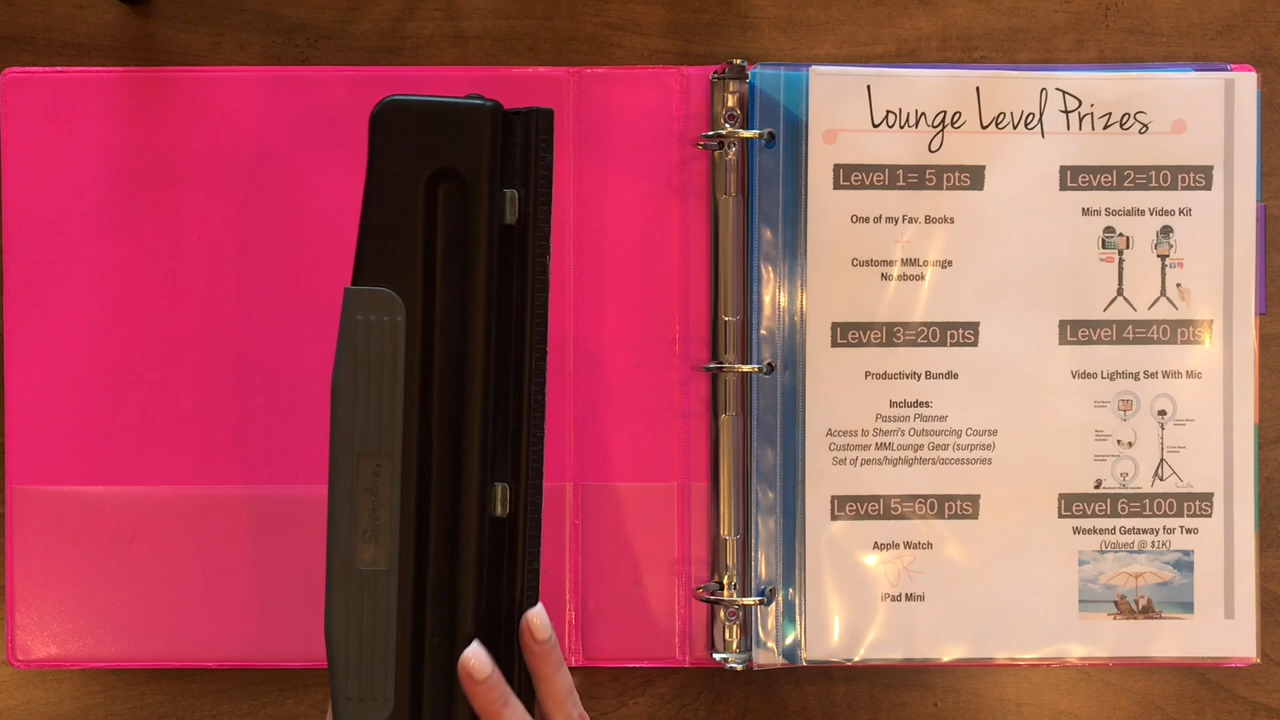 Lounge Level Prizes
Level 1= 5 pts
One of my Fav. Books
+
Customer MMLounge
Notebook
Level 2=10 pts
Mini Socialite Video Kit
Level 3=20 pts
Productivity Bundle
Includes:
Passion Planner
Access to Sherri's Outsourcing Course
Customer MMLounge Gear (surprise)
Set of pens/highlighters/accessories
Level 4=40 pts
Video Lighting Set With Mic
Level 5=60 pts
Apple Watch
OR
iPad Mini
Level 6=100 pts
Weekend Getaway for Two
(Valued @ $1K)
Swingline